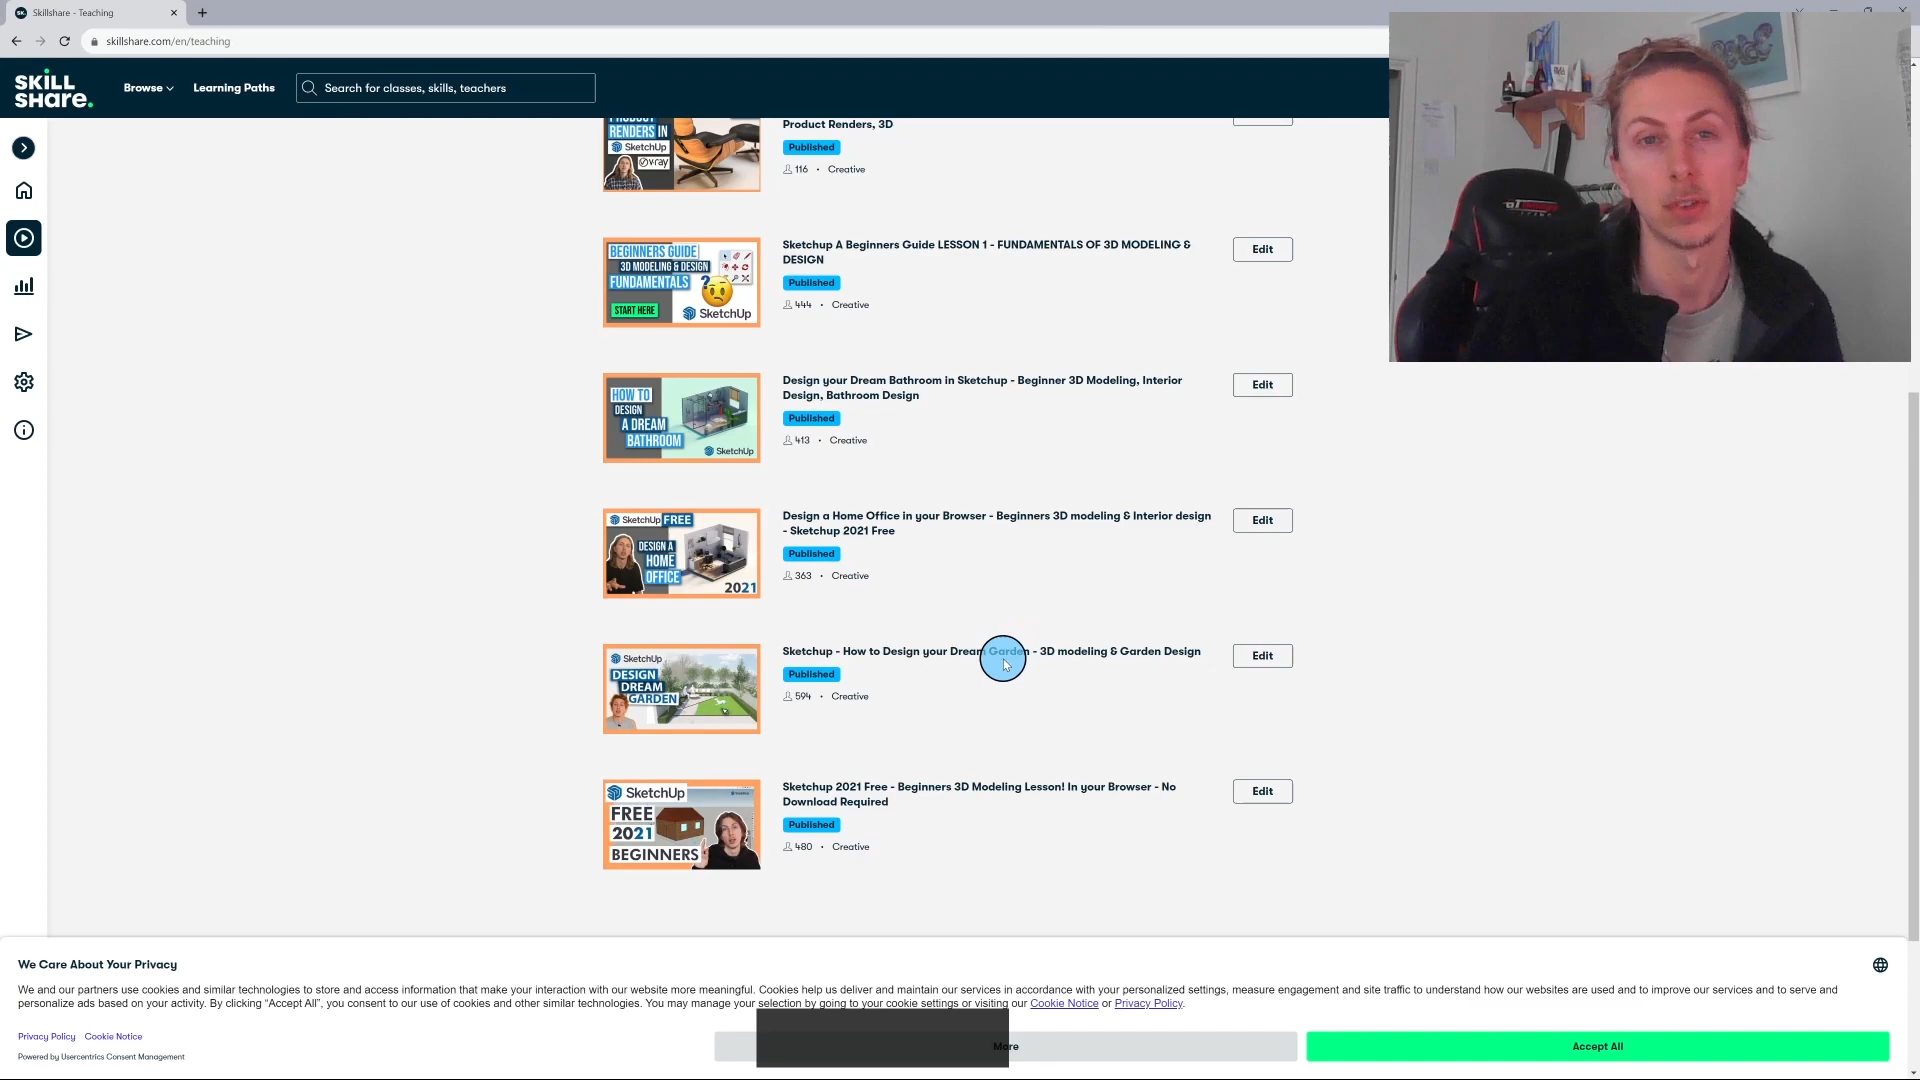 Skillshare - Teaching
skillshare.com/en/teaching
SKILL
SHARE.
Browse
Learning Paths
Search for classes, skills, teachers
PRODUCT
RENDERS IN
SketchUp
v-ray
Product Renders, 3D
Published
116 • Creative
BEGINNERS GUIDE
3D MODELING & DESIGN
FUNDAMENTALS
?
START HERE
SketchUp
Sketchup A Beginners Guide LESSON 1 - FUNDAMENTALS OF 3D MODELING &
DESIGN
Published
444 • Creative
Edit
HOW TO
DESIGN
A DREAM
BATHROOM
SketchUp
Design your Dream Bathroom in Sketchup - Beginner 3D Modeling, Interior
Design, Bathroom Design
Published
413 • Creative
Edit
SketchUp FREE
DESIGN A
HOME
OFFICE
2021
Design a Home Office in your Browser - Beginners 3D modeling & Interior design
- Sketchup 2021 Free
Published
363 • Creative
Edit
SketchUp
DESIGN
DREAM
GARDEN
Sketchup - How to Design your Dream Garden - 3D modeling & Garden Design
Published
594 • Creative
Edit
SketchUp
FREE
2021
BEGINNERS
Sketchup 2021 Free - Beginners 3D Modeling Lesson! In your Browser - No
Download Required
Published
480 • Creative
Edit
We Care About Your Privacy
We and our partners use cookies and similar technologies to store and access information that make your interaction with our website more meaningful. Cookies help us deliver and maintain our services in accordance with your personalized settings, measure engagement and site traffic to understand how our websites are used and to improve our services and to serve and
personalize ads based on your activity. By clicking “Accept All”, you consent to our use of cookies and other similar technologies. You may manage your selection by going to your cookie settings or visiting our Cookie Notice or Privacy Policy.
Privacy Policy Cookie Notice
Powered by Usercentrics Consent Management
More
Accept All